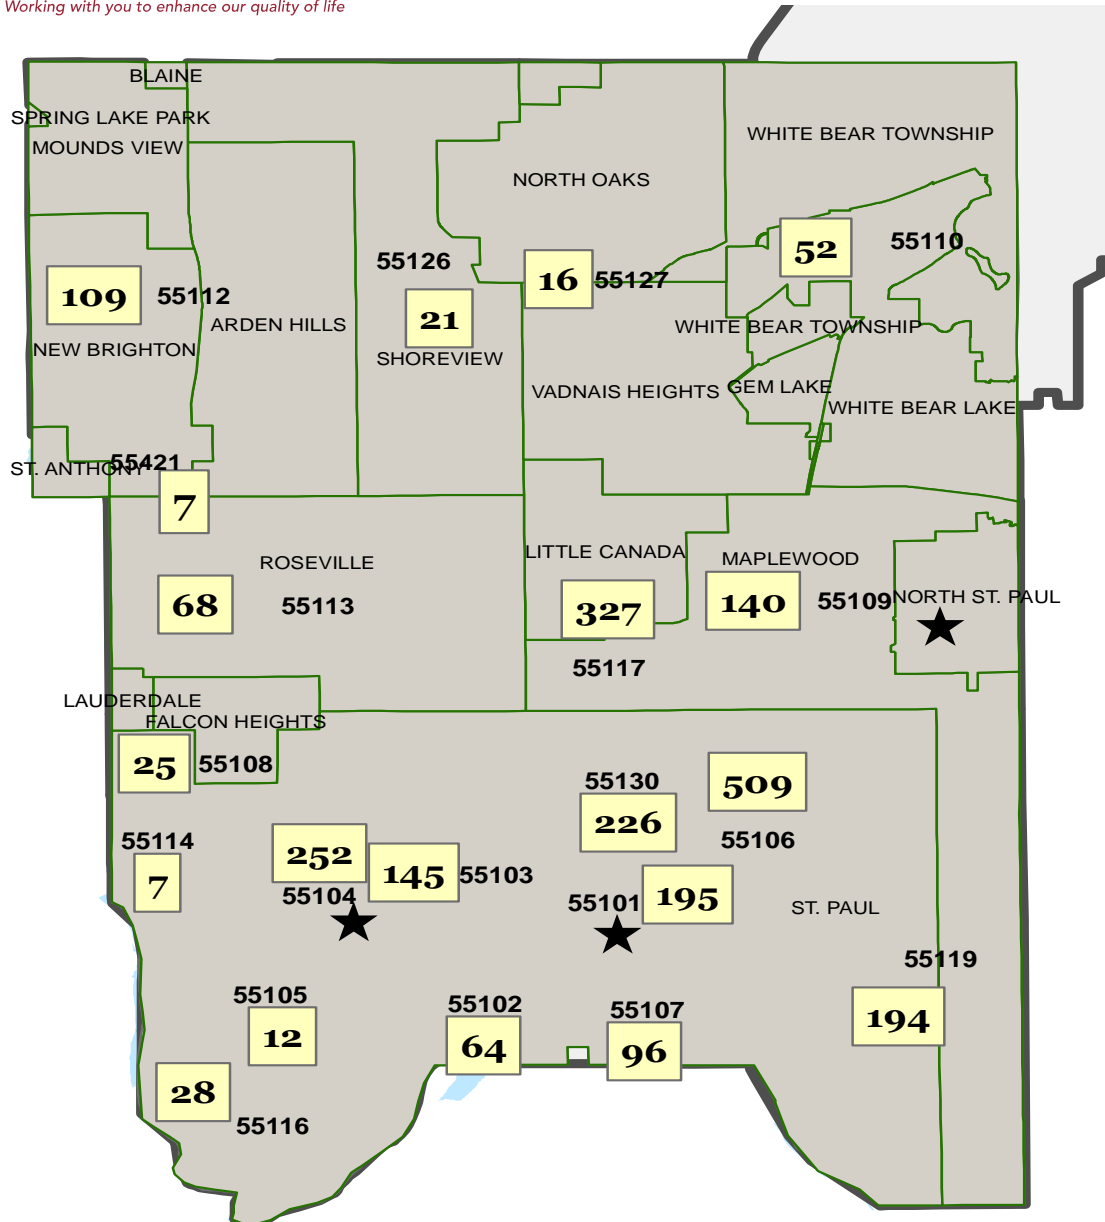 Working with you to enhance our quality of life
BLAINE
SPRING LAKE PARK
MOUNDS VIEW
WHITE BEAR TOWNSHIP
NORTH OAKS
55110
52
55126
16
55127
109
55112
21
ARDEN HILLS
WHITE BEAR TOWNSHIP
NEW BRIGHTON
SHOREVIEW
VADNAIS HEIGHTS
GEM LAKE
WHITE BEAR LAKE
55421
ST. ANTHONY
7
ROSEVILLE
LITTLE CANADA
MAPLEWOOD
68
55113
327
140
55109
NORTH ST. PAUL
55117
LAUDERDALE
FALCON HEIGHTS
25
55108
55130
509
226
55106
55114
7
252
145
55103
55104
55101
195
ST. PAUL
55119
55105
55102
55107
12
64
96
194
28
55116